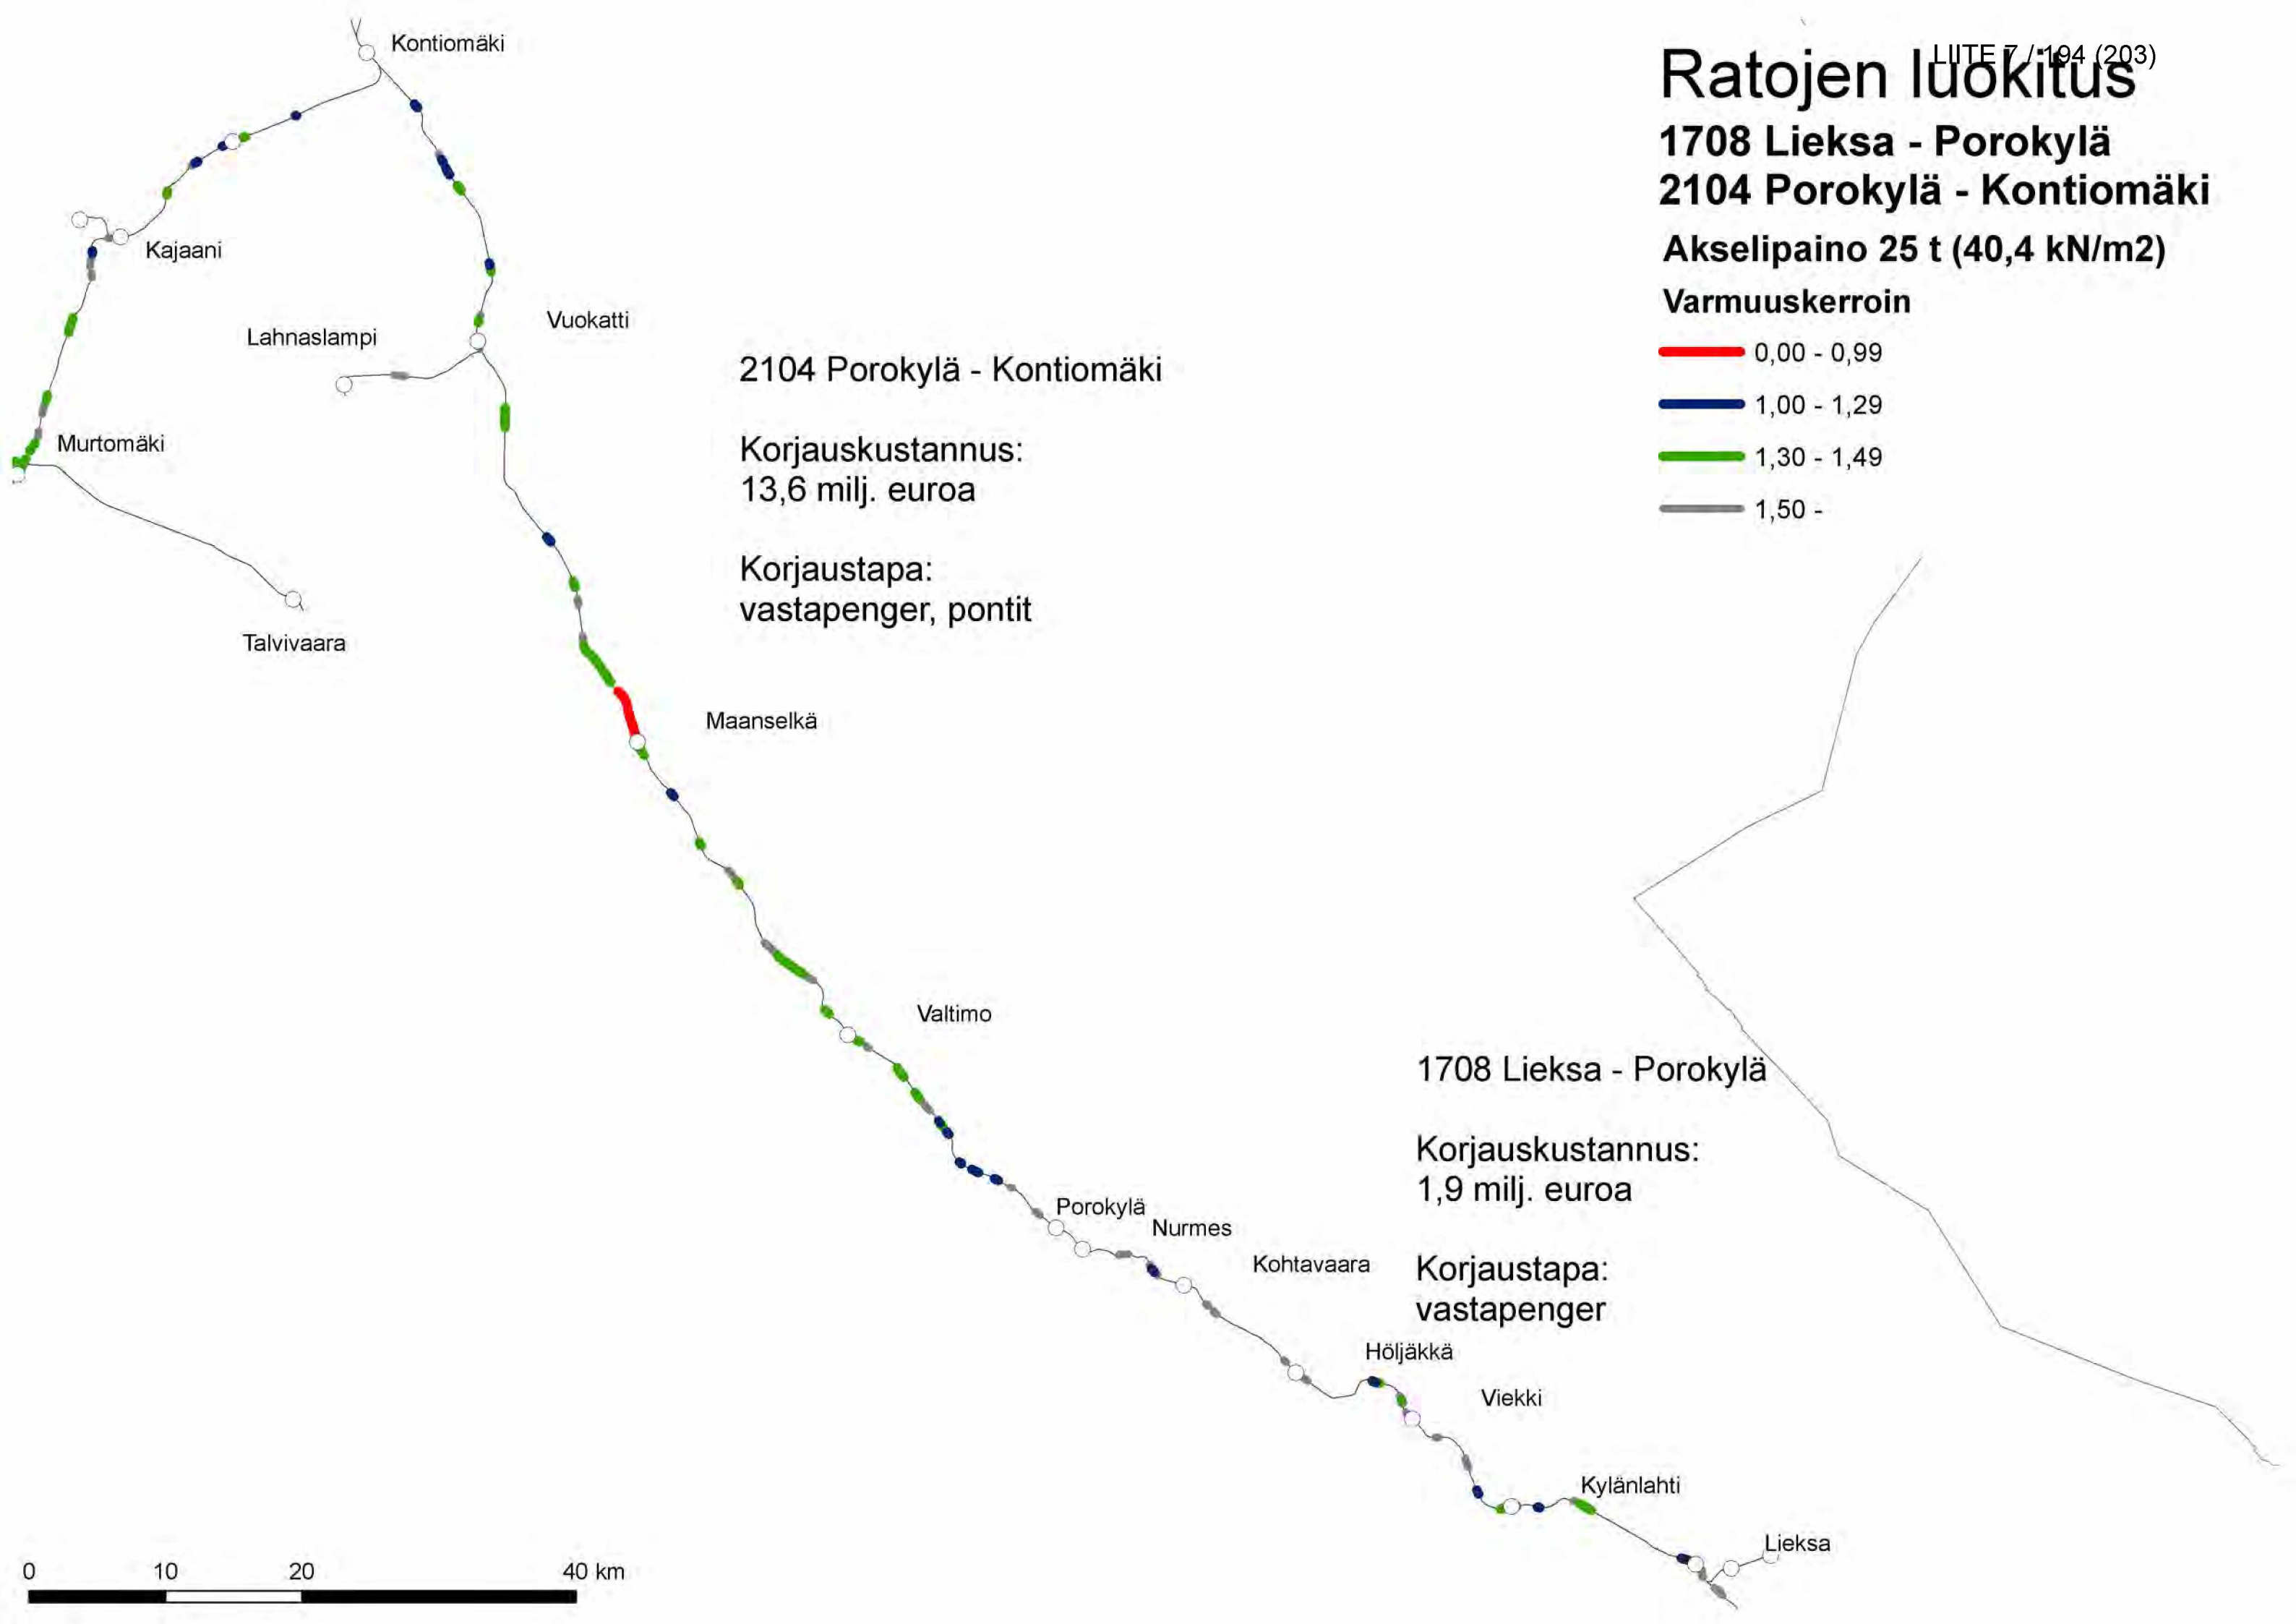 LIITE 7 / 194 (203)
Ratojen luokitus
1708 Lieksa - Porokylä
2104 Porokylä - Kontiomäki
Akselipaino 25 t (40,4 kN/m2)
Varmuuskerroin
0,00 - 0,99
1,00 - 1,29
1,30 - 1,49
1,50 -
Kontiomäki
Kajaani
Vuokatti
Lahnaslampi
Murtomäki
Talvivaara
2104 Porokylä - Kontiomäki
Korjauskustannus:
13,6 milj. euroa
Korjaustapa:
vastapenger, pontit
Maanselkä
Valtimo
1708 Lieksa - Porokylä
Korjauskustannus:
1,9 milj. euroa
Korjaustapa:
vastapenger
Porokylä
Nurmes
Kohtavaara
Höljäkkä
Viekki
Kylänlahti
Lieksa
0 10 20 40 km